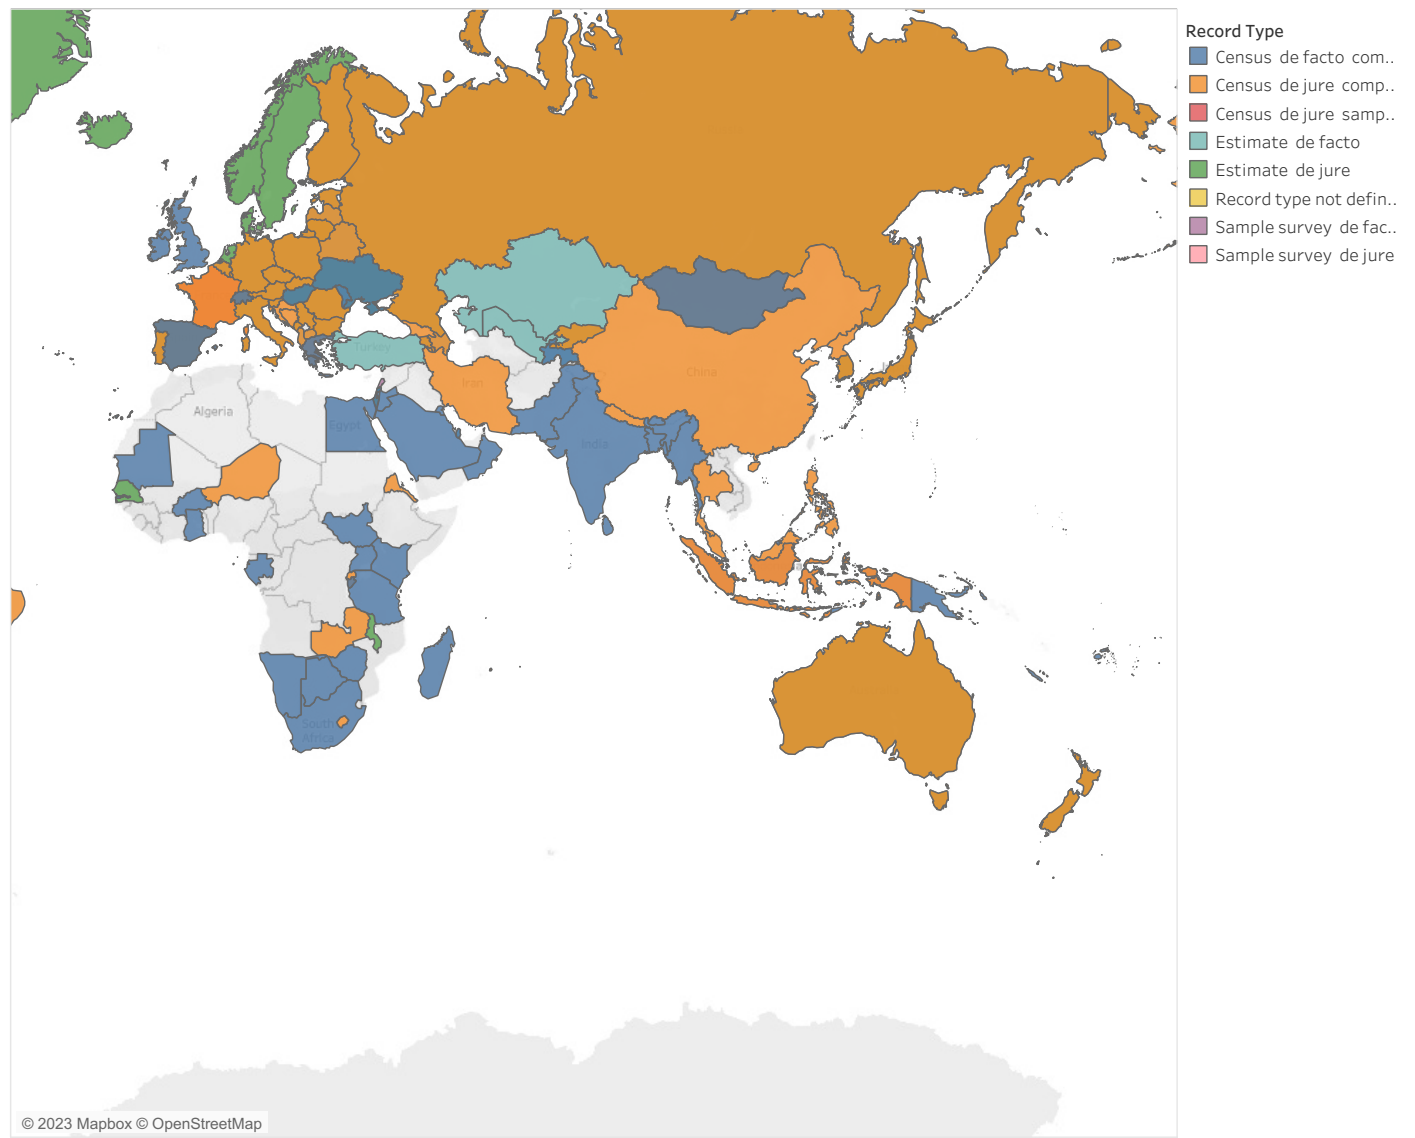 Record Type
Census de facto com..
Census de jure comp..
Census de jure samp..
Estimate de facto
Estimate de jure
Record type not defin..
Sample survey de fac..
Sample survey de jure
Turkey
Iran
China
Algeria
Egypt
India
South
Africa
© 2023 Mapbox © OpenStreetMap